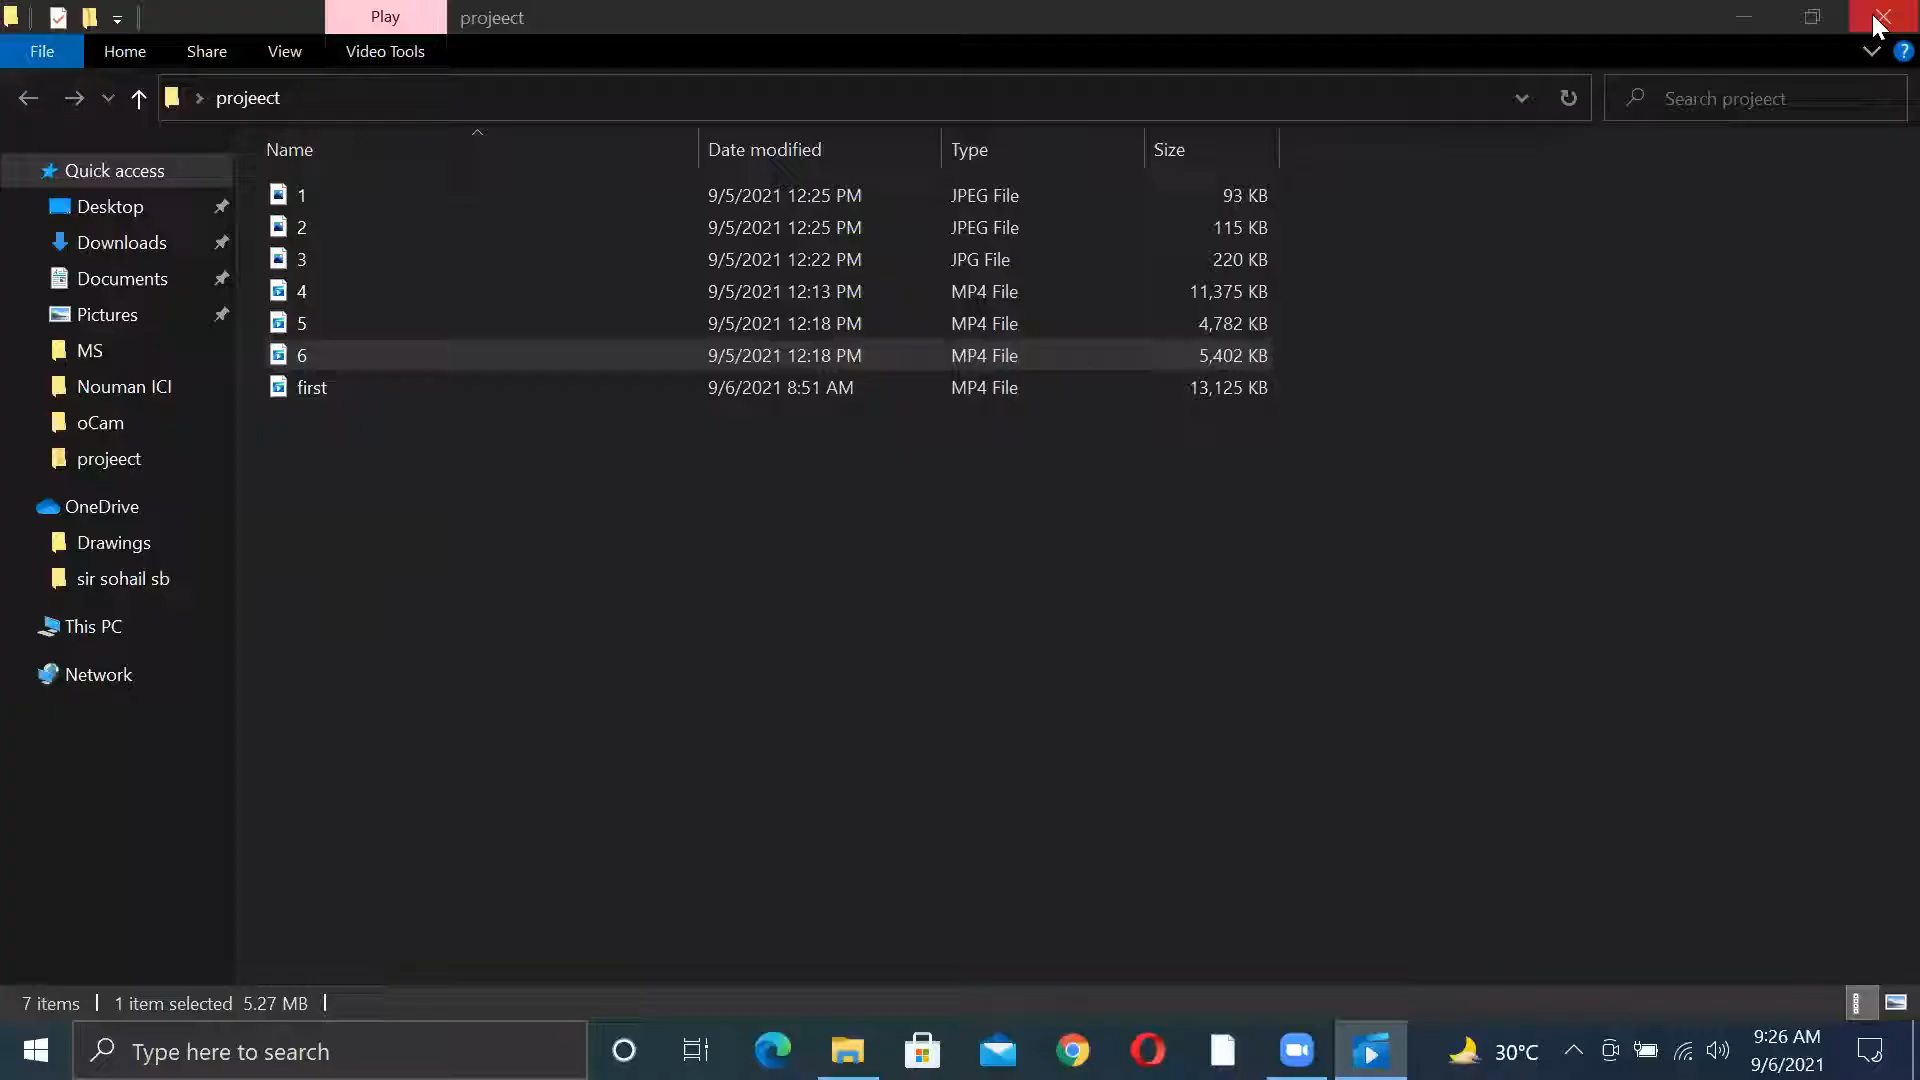 Play projeect
File Home Share View Video Tools
projeect Search projeect
Name Date modified Type Size
Quick access
Desktop
Downloads
Documents
Pictures
MS
Nouman ICI
oCam
projeect
OneDrive
Drawings
sir sohail sb
This PC
Network
1 9/5/2021 12:25 PM JPEG File 93 KB
2 9/5/2021 12:25 PM JPEG File 115 KB
3 9/5/2021 12:22 PM JPG File 220 KB
4 9/5/2021 12:13 PM MP4 File 11,375 KB
5 9/5/2021 12:18 PM MP4 File 4,782 KB
6 9/5/2021 12:18 PM MP4 File 5,402 KB
first 9/6/2021 8:51 AM MP4 File 13,125 KB
7 items 1 item selected 5.27 MB
Type here to search 30°C 9:26 AM
9/6/2021